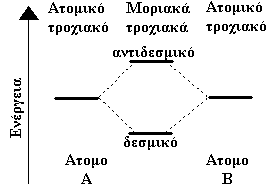 Ατομικό Μοριακά Ατομικό
τροχιακό τροχιακά τροχιακό
αντιδεσμικό
Ενέργεια
δεσμικό
Ατομο Ατομο
Α Β